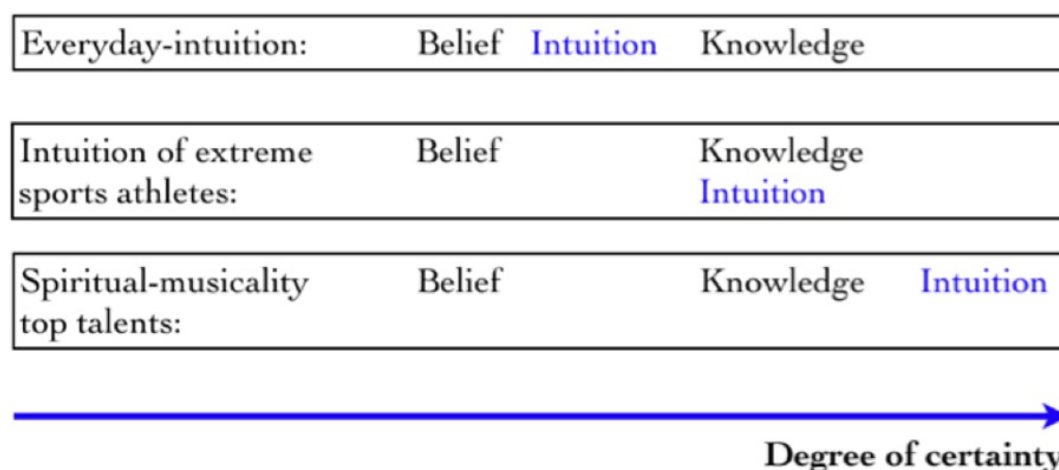 Everyday-intuition: Belief Intuition Knowledge
Intuition of extreme Belief Knowledge
sports athletes: Intuition
Spiritual-musicality Belief Knowledge Intuition
top talents:
Degree of certainty